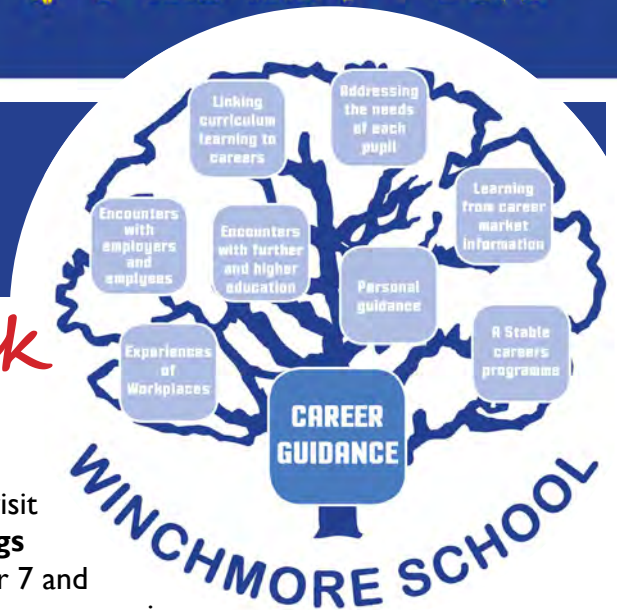 Linking
curriculum
learning to
careers
Addressing
the needs
of each
pupil
Encounters
with
employers
and
emplyees
Encounters
with further
and higher
education
Learning
from career
market
information
Personal
guidance
Experiences
of
Workplaces
A Stable
careers
programme
CAREER
GUIDANCE
WINCHMORE SCHOOL
k
isit
gs
r 7 and